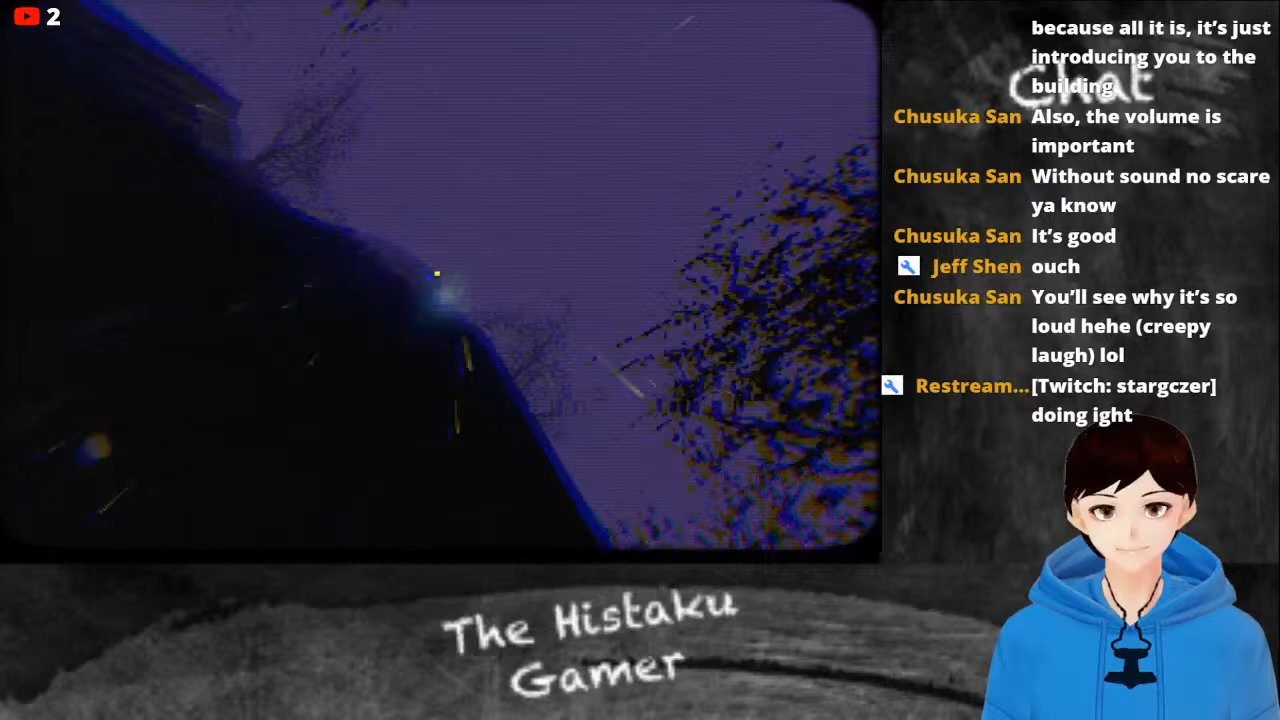 2
because all it is, it’s just
introducing you to the
building
Chat
Chusuka San Also, the volume is
important
Chusuka San Without sound no scare
ya know
Chusuka San It’s good
Jeff Shen ouch
Chusuka San You’ll see why it’s so
loud hehe (creepy
laugh) lol
Restream... [Twitch: stargczer]
doing ight
The Histaku
Gamer